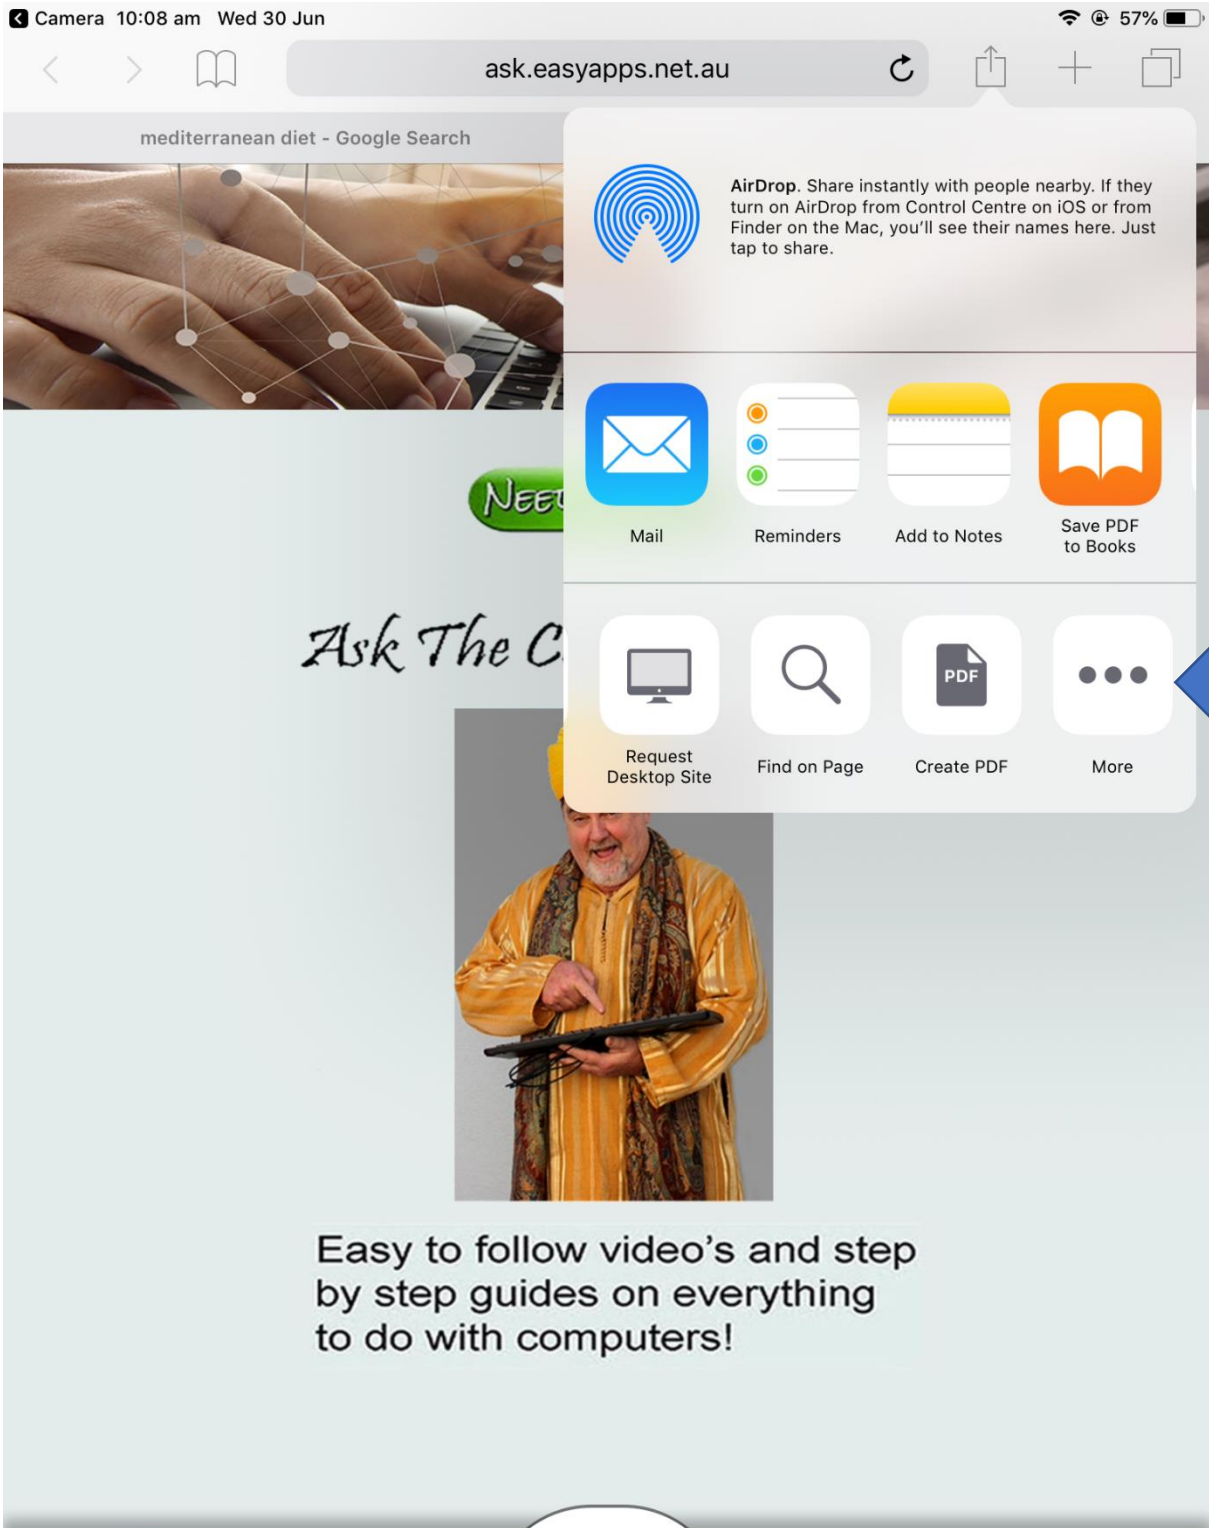 Camera 10:08 am Wed 30 Jun 57%
ask.easyapps.net.au
mediterranean diet - Google Search
AirDrop. Share instantly with people nearby. If they
turn on AirDrop from Control Centre on iOS or from
Finder on the Mac, you'll see their names here. Just
tap to share.
Mail
Reminders
Add to Notes
Save PDF
to Books
NEE
Ask The C
Request
Desktop Site
Find on Page
PDF
Create PDF
More
Easy to follow video's and step
by step guides on everything
to do with computers!